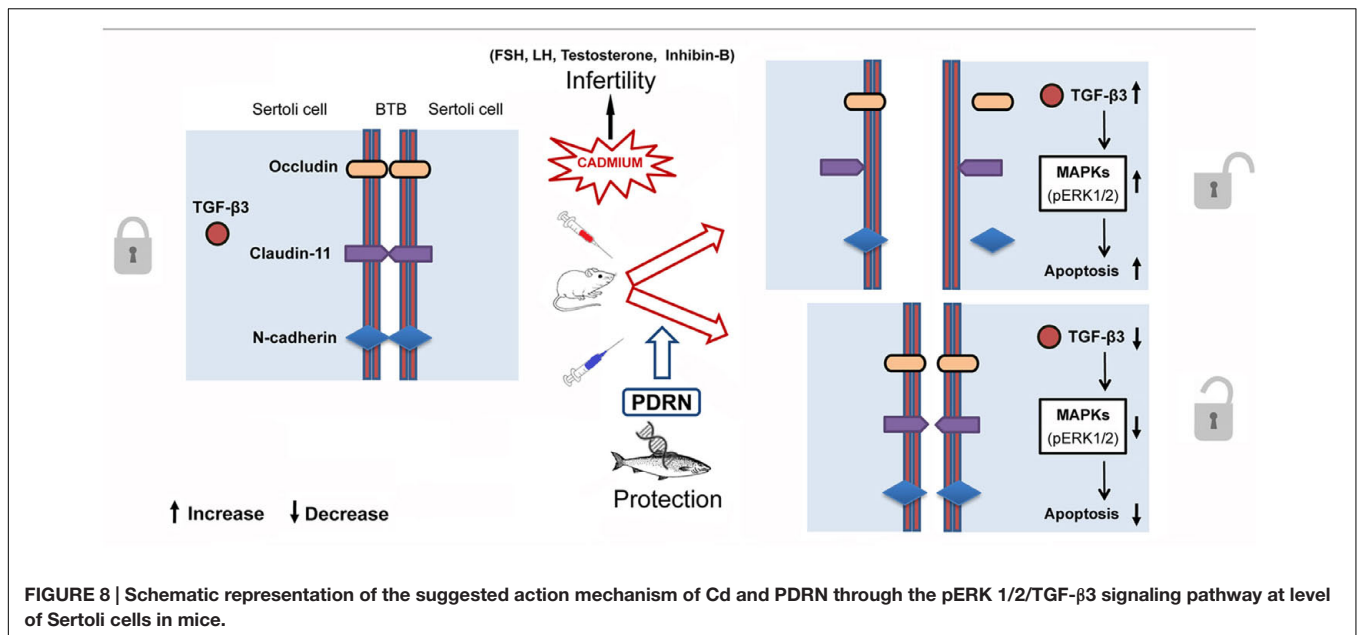 (FSH, LH, Testosterone, Inhibin-B)
Infertility
Sertoli cell BTB Sertoli cell
CADMIUM
Occludin
TGF-β3
Claudin-11
N-cadherin
PDRN
Protection
↑ Increase ↓ Decrease
TGF-β3 ↑
MAPKs ↑
(pERK1/2)
Apoptosis ↑
TGF-β3 ↓
MAPKs ↓
(pERK1/2)
Apoptosis ↓
FIGURE 8 | Schematic representation of the suggested action mechanism of Cd and PDRN through the pERK 1/2/TGF-β3 signaling pathway at level
of Sertoli cells in mice.